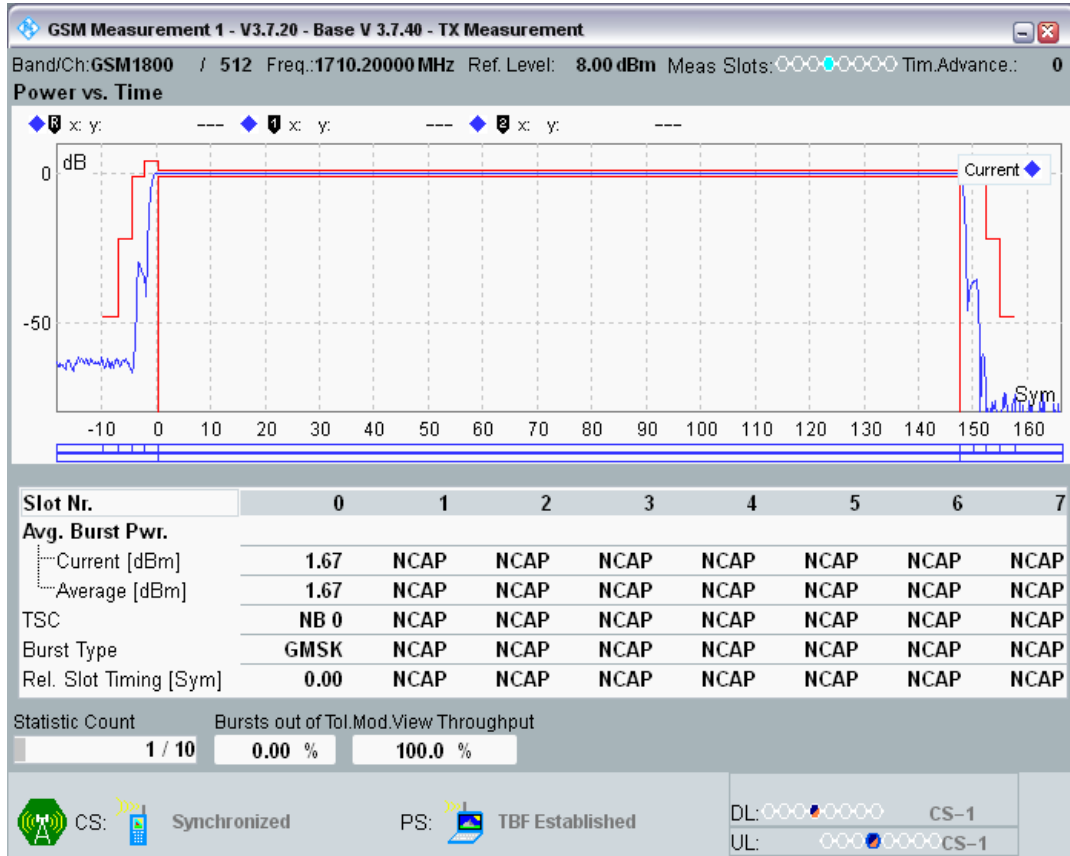 GSM Measurement 1 - V3.7.20 - Base V 3.7.40 - TX Measurement
Band/Ch:GSM1800 / 512 Freq.:1710.20000 MHz Ref. Level: 8.00 dBm Meas Slots: Tim.Advance.: 0
Power vs. Time
R x: y: --- 1 x: y: --- 2 x: y: ---
dB
Current
0
-50
Sym
-10 0 10 20 30 40 50 60 70 80 90 100 110 120 130 140 150 160
Slot Nr. 0 1 2 3 4 5 6 7
Avg. Burst Pwr.
Current [dBm] 1.67 NCAP NCAP NCAP NCAP NCAP NCAP NCAP
Average [dBm] 1.67 NCAP NCAP NCAP NCAP NCAP NCAP NCAP
TSC NB 0 NCAP NCAP NCAP NCAP NCAP NCAP NCAP
Burst Type GMSK NCAP NCAP NCAP NCAP NCAP NCAP NCAP
Rel. Slot Timing [Sym] 0.00 NCAP NCAP NCAP NCAP NCAP NCAP NCAP
Statistic Count Bursts out of Tol. Mod.View Throughput
1 / 10 0.00 % 100.0 %
CS: Synchronized PS: TBF Established DL: CS-1
UL: CS-1